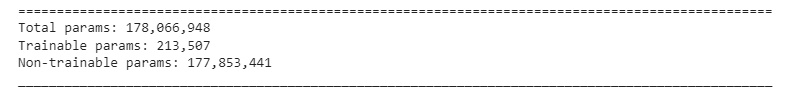 Total params: 178,066,948
Trainable params: 213,507
Non-trainable params: 177,853,441